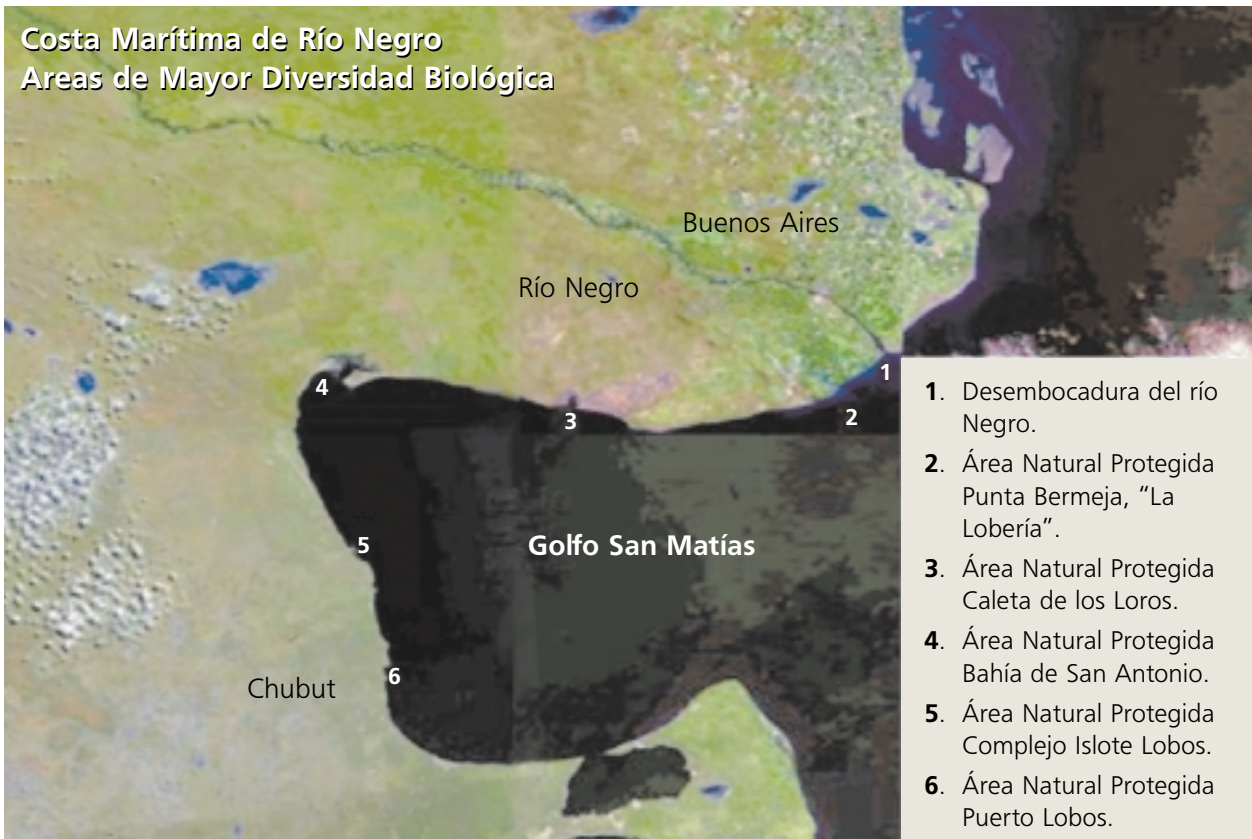 Costa Marítima de Río Negro
Areas de Mayor Diversidad Biológica
Buenos Aires
Río Negro
1
4
3
2
5
Golfo San Matías
6
Chubut
1. Desembocadura del río
Negro.
2. Área Natural Protegida
Punta Bermeja, “La
Lobería”.
3. Área Natural Protegida
Caleta de los Loros.
4. Área Natural Protegida
Bahía de San Antonio.
5. Área Natural Protegida
Complejo Islote Lobos.
6. Área Natural Protegida
Puerto Lobos.